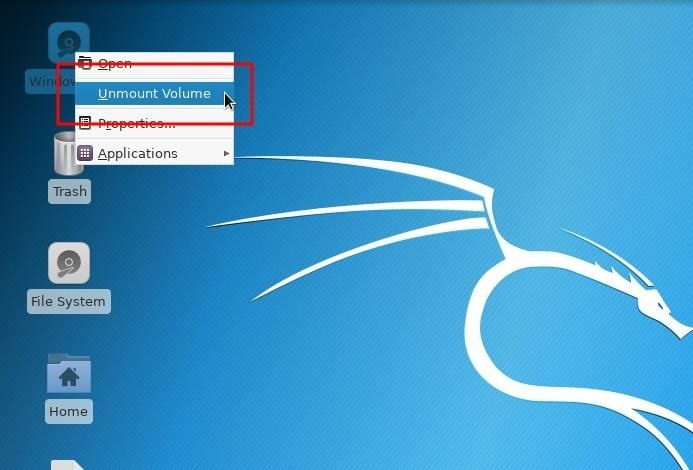 Open
Unmount Volume
Properties...
Applications
Trash
File System
Home